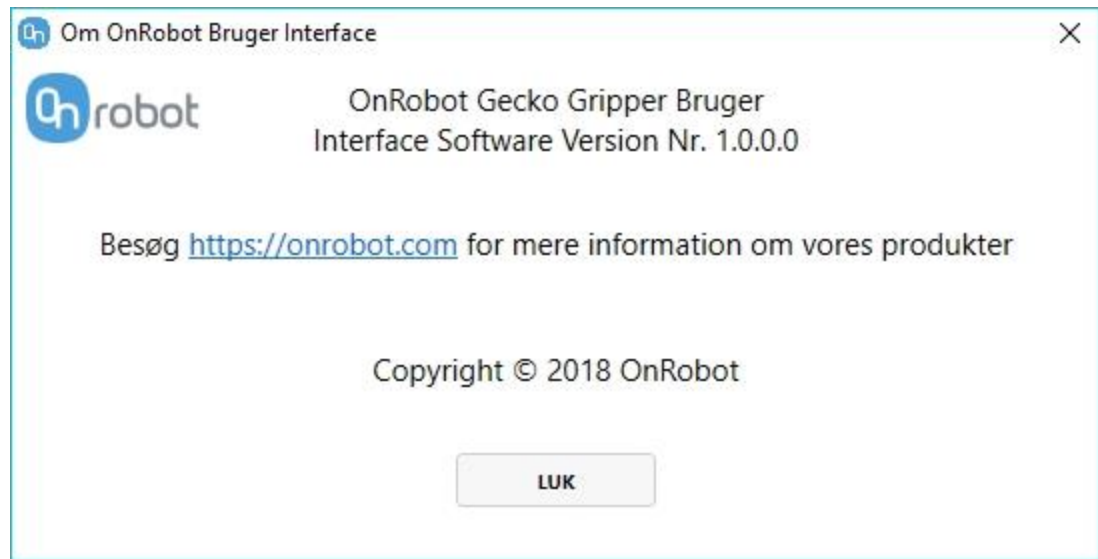 Om OnRobot Bruger Interface
On robot
OnRobot Gecko Gripper Bruger
Interface Software Version Nr. 1.0.0.0
Besøg https://onrobot.com for mere information om vores produkter
Copyright © 2018 OnRobot
LUK